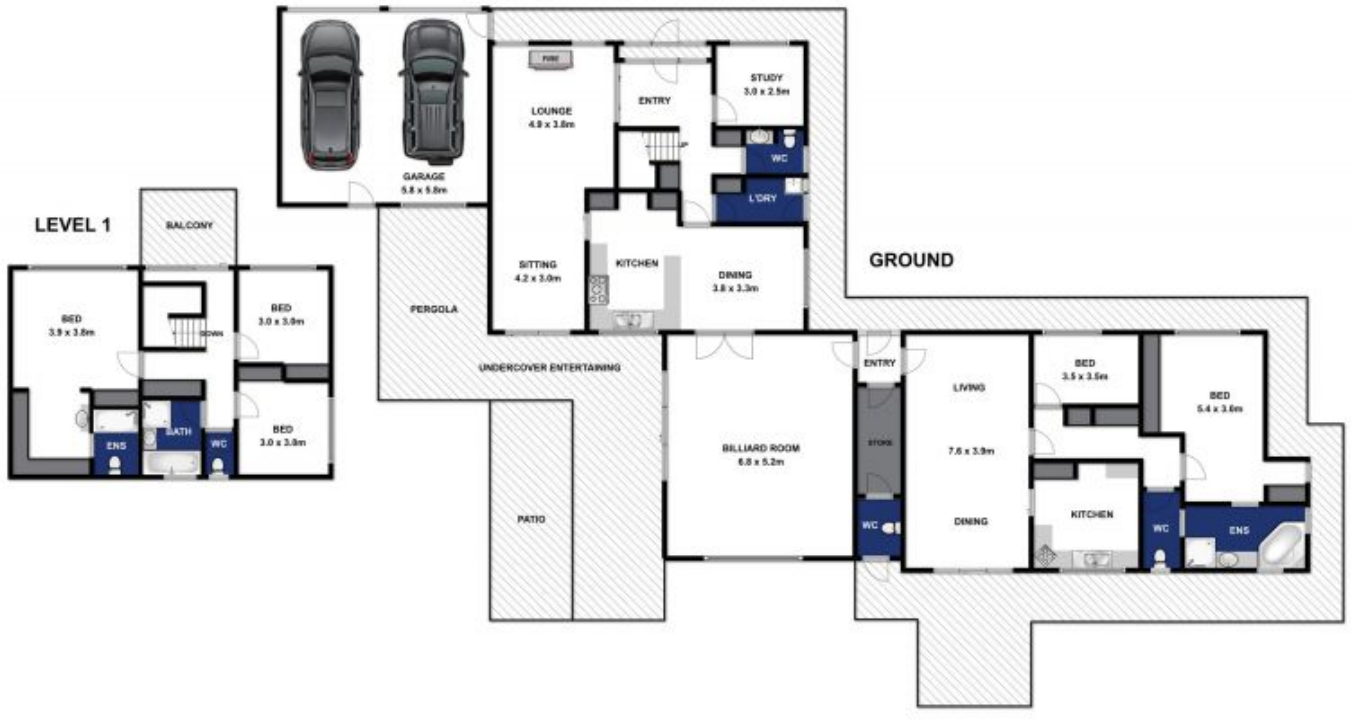 LEVEL 1
BALCONY
BED
3.9 x 3.8m
DOWN
BED
3.0 x 3.0m
BED
3.0 x 3.0m
ENS
BATH
WC
GARAGE
5.8 x 5.8m
LOUNGE
4.9 x 3.8m
ENTRY
STUDY
3.0 x 2.5m
UP
WC
L'DRY
SITTING
4.2 x 3.0m
KITCHEN
DINING
3.8 x 3.3m
PERGOLA
UNDERCOVER ENTERTAINING
PATIO
GROUND
BILLIARD ROOM
6.8 x 5.2m
ENTRY
STORE
WC
LIVING
7.6 x 3.9m
DINING
BED
3.5 x 3.5m
BED
5.4 x 3.6m
KITCHEN
WC
ENS